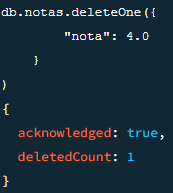 db.notas.deleteOne({
"nota": 4.0
}
)
{
acknowledged: true,
deletedCount: 1
}